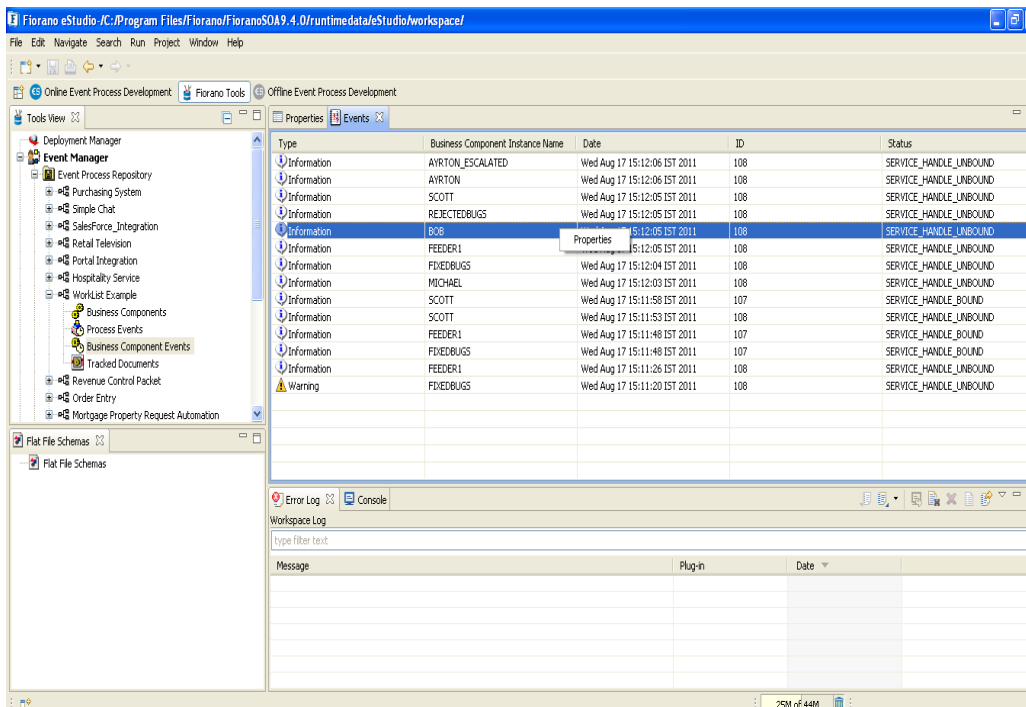 Fiorano eStudio-/C:/Program Files/Fiorano/FioranoSOA9.4.0/runtimedata/eStudio/workspace/
File Edit Navigate Search Run Project Window Help
Online Event Process Development Fiorano Tools Offline Event Process Development
Tools View
Deployment Manager
Event Manager
Event Process Repository
Purchasing System
Simple Chat
SalesForce_Integration
Retail Television
Portal Integration
Hospitality Service
WorkList Example
Business Components
Process Events
Business Component Events
Tracked Documents
Revenue Control Packet
Order Entry
Mortgage Property Request Automation
Flat File Schemas
Flat File Schemas
Properties Events
Type Business Component Instance Name Date ID Status
Information AYRTON_ESCALATED Wed Aug 17 15:12:06 IST 2011 108 SERVICE_HANDLE_UNBOUND
Information AYRTON Wed Aug 17 15:12:06 IST 2011 108 SERVICE_HANDLE_UNBOUND
Information SCOTT Wed Aug 17 15:12:05 IST 2011 108 SERVICE_HANDLE_UNBOUND
Information REJECTEDBUGS Wed Aug 17 15:12:05 IST 2011 108 SERVICE_HANDLE_UNBOUND
Information BOB 15:12:05 IST 2011 108 SERVICE_HANDLE_UNBOUND
Properties
Information FEEDER1 15:12:05 IST 2011 108 SERVICE_HANDLE_UNBOUND
Information FIXEDBUGS Wed Aug 17 15:12:04 IST 2011 108 SERVICE_HANDLE_UNBOUND
Information MICHAEL Wed Aug 17 15:12:03 IST 2011 108 SERVICE_HANDLE_UNBOUND
Information SCOTT Wed Aug 17 15:11:58 IST 2011 107 SERVICE_HANDLE_BOUND
Information SCOTT Wed Aug 17 15:11:53 IST 2011 108 SERVICE_HANDLE_UNBOUND
Information FEEDER1 Wed Aug 17 15:11:48 IST 2011 107 SERVICE_HANDLE_BOUND
Information FIXEDBUGS Wed Aug 17 15:11:48 IST 2011 107 SERVICE_HANDLE_BOUND
Information FEEDER1 Wed Aug 17 15:11:26 IST 2011 108 SERVICE_HANDLE_UNBOUND
Warning FIXEDBUGS Wed Aug 17 15:11:20 IST 2011 108 SERVICE_HANDLE_UNBOUND
Error Log Console
Workspace Log
type filter text
Message Plug-in Date
25M of 44M